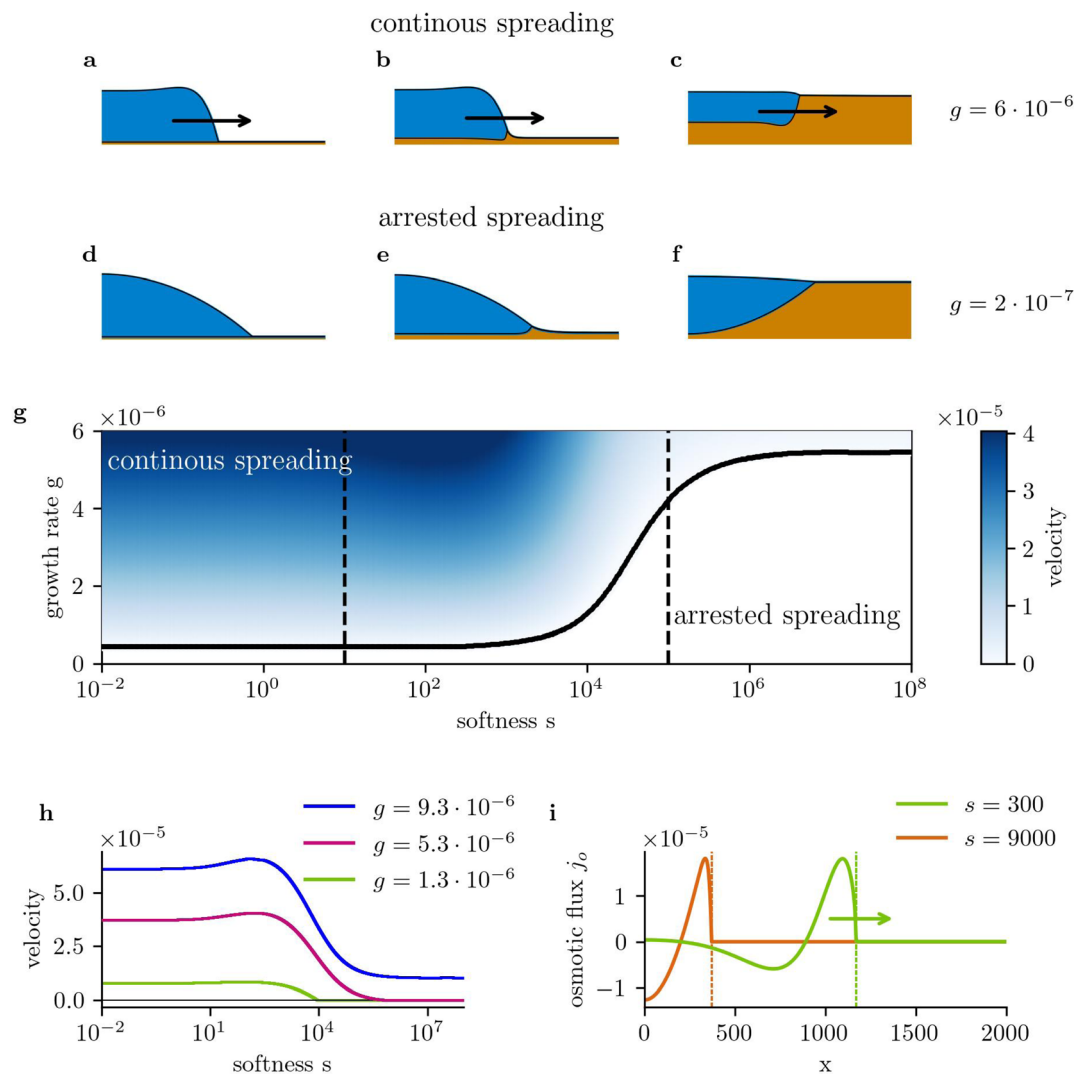 continous spreading
a b c
g = 6 · 10⁻⁶
arrested spreading
d e f
g = 2 · 10⁻⁷
g
×10⁻⁶
×10⁻⁵
6
4
2
0
growth rate g
continous spreading
arrested spreading
10⁻² 10⁰ 10² 10⁴ 10⁶ 10⁸
softness s
4
3
2
1
0
velocity
h
g = 9.3 · 10⁻⁶
g = 5.3 · 10⁻⁶
g = 1.3 · 10⁻⁶
×10⁻⁵
5.0
2.5
0.0
velocity
10⁻² 10¹ 10⁴ 10⁷
softness s
i
s = 300
s = 9000
×10⁻⁵
1
0
−1
osmotic flux jₒ
0 500 1000 1500 2000
x